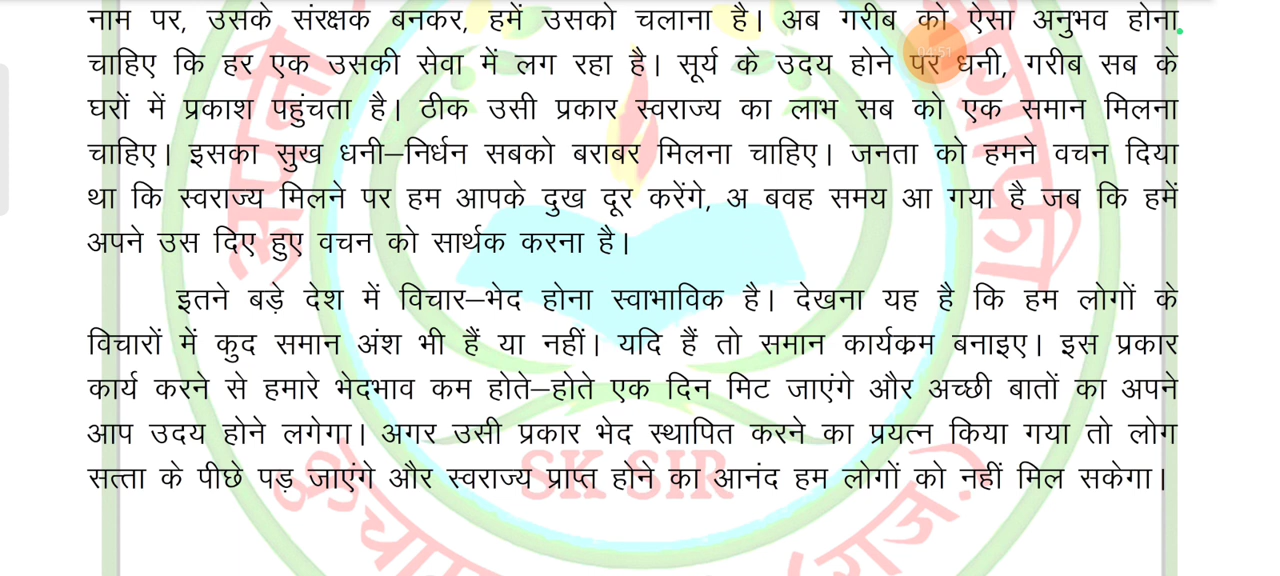 नाम पर, उसके संरक्षक बनकर, हमें उसको चलाना है। अब गरीब को ऐसा अनुभव होना
चाहिए कि हर एक उसकी सेवा में लग रहा है। सूर्य के उदय होने पर धनी, गरीब सब के
घरों में प्रकाश पहुंचता है। ठीक उसी प्रकार स्वराज्य का लाभ सब को एक समान मिलना
चाहिए। इसका सुख धनी–निर्धन सबको बराबर मिलना चाहिए। जनता को हमने वचन दिया
था कि स्वराज्य मिलने पर हम आपके दुख दूर करेंगे, अ बवह समय आ गया है जब कि हमें
अपने उस दिए हुए वचन को सार्थक करना है।
इतने बड़े देश में विचार–भेद होना स्वाभाविक है। देखना यह है कि हम लोगों के
विचारों में कुद समान अंश भी हैं या नहीं। यदि हैं तो समान कार्यक्रम बनाइए। इस प्रकार
कार्य करने से हमारे भेदभाव कम होते–होते एक दिन मिट जाएंगे और अच्छी बातों का अपने
आप उदय होने लगेगा। अगर उसी प्रकार भेद स्थापित करने का प्रयत्न किया गया तो लोग
सत्ता के पीछे पड़ जाएंगे और स्वराज्य प्राप्त होने का आनंद हम लोगों को नहीं मिल सकेगा।
04:51
SK SIR